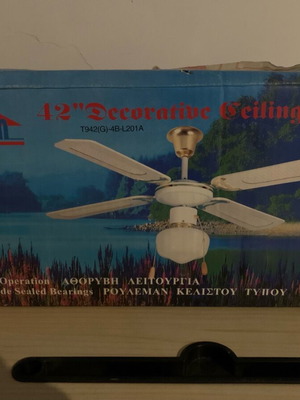 42" Decorative Ceiling
T942(G)-4B-L201A
Operation ΑΘΟΡΥΒΗ ΛΕΙΤΟΥΡΓΙΑ
Sealed Bearings ΡΟΥΛΕΜΑΝ ΚΛΕΙΣΤΟΥ ΤΥΠΟΥ